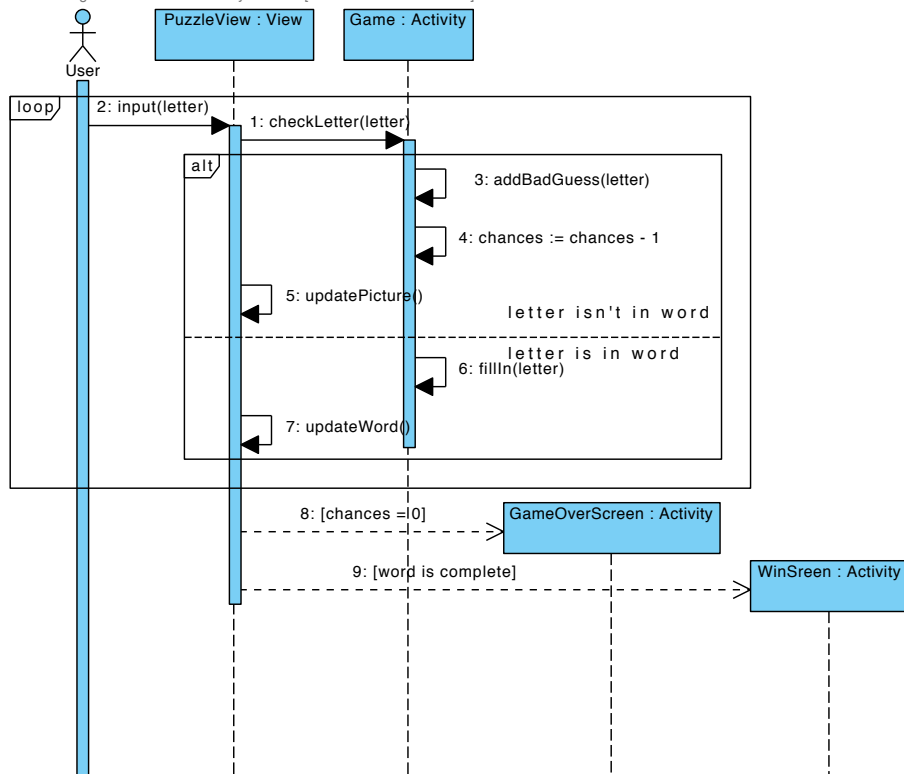 PuzzleView : View
Game : Activity
User
loop
2: input(letter)
1: checkLetter(letter)
alt
3: addBadGuess(letter)
4: chances := chances - 1
5: updatePicture()
letter isn't in word
letter is in word
6: fillIn(letter)
7: updateWord()
8: [chances = 0]
GameOverScreen : Activity
9: [word is complete]
WinSreen : Activity